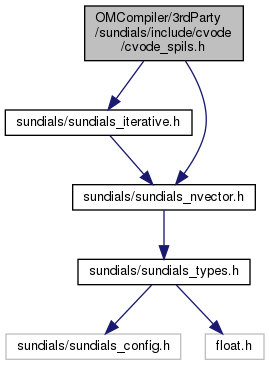 OMCompiler/3rdParty
/sundials/include/cvode
/cvode_spils.h
sundials/sundials_iterative.h
sundials/sundials_nvector.h
sundials/sundials_types.h
sundials/sundials_config.h
float.h